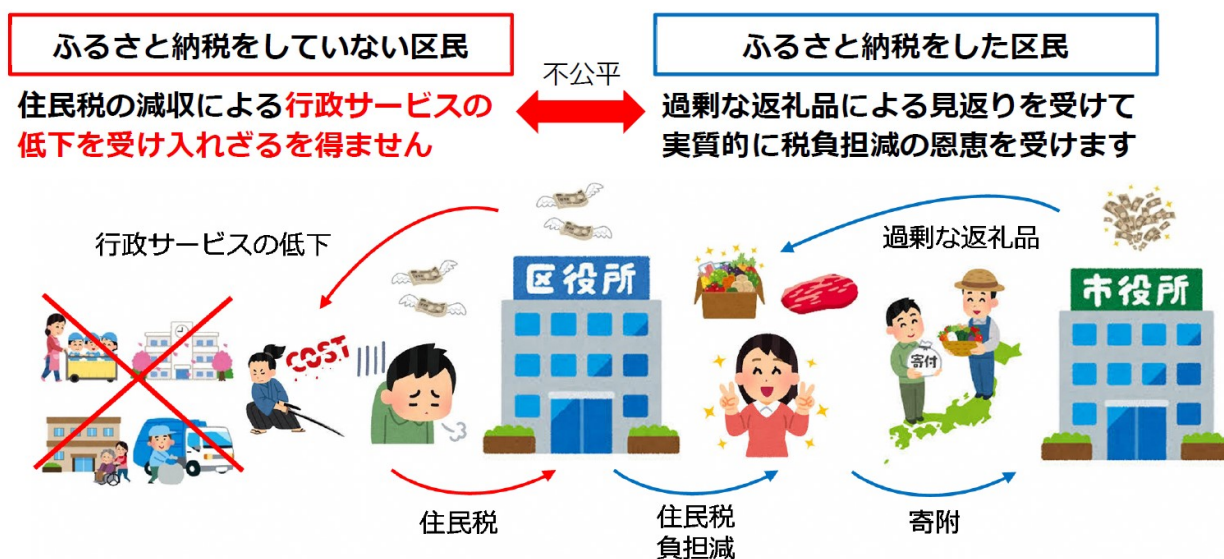 ふるさと納税をしていない区民
不公平
ふるさと納税をした区民
住民税の減収による行政サービスの
低下を受け入れざるを得ません
過剰な返礼品による見返りを受けて
実質的に税負担減の恩恵を受けます
行政サービスの低下
過剰な返礼品
区役所
市役所
COST
寄付
住民税
住民税
負担減
寄附